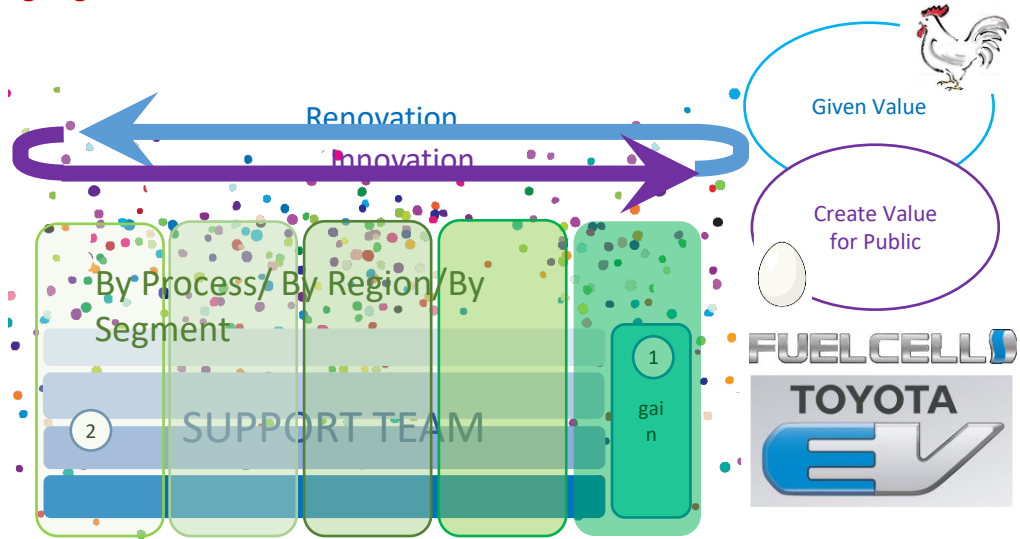 Renovation
Innovation
Given Value
Create Value
for Public
By Process/ By Region/By
Segment
1
gai
n
2
SUPPORT TEAM
FUELCELL
TOYOTA
EV